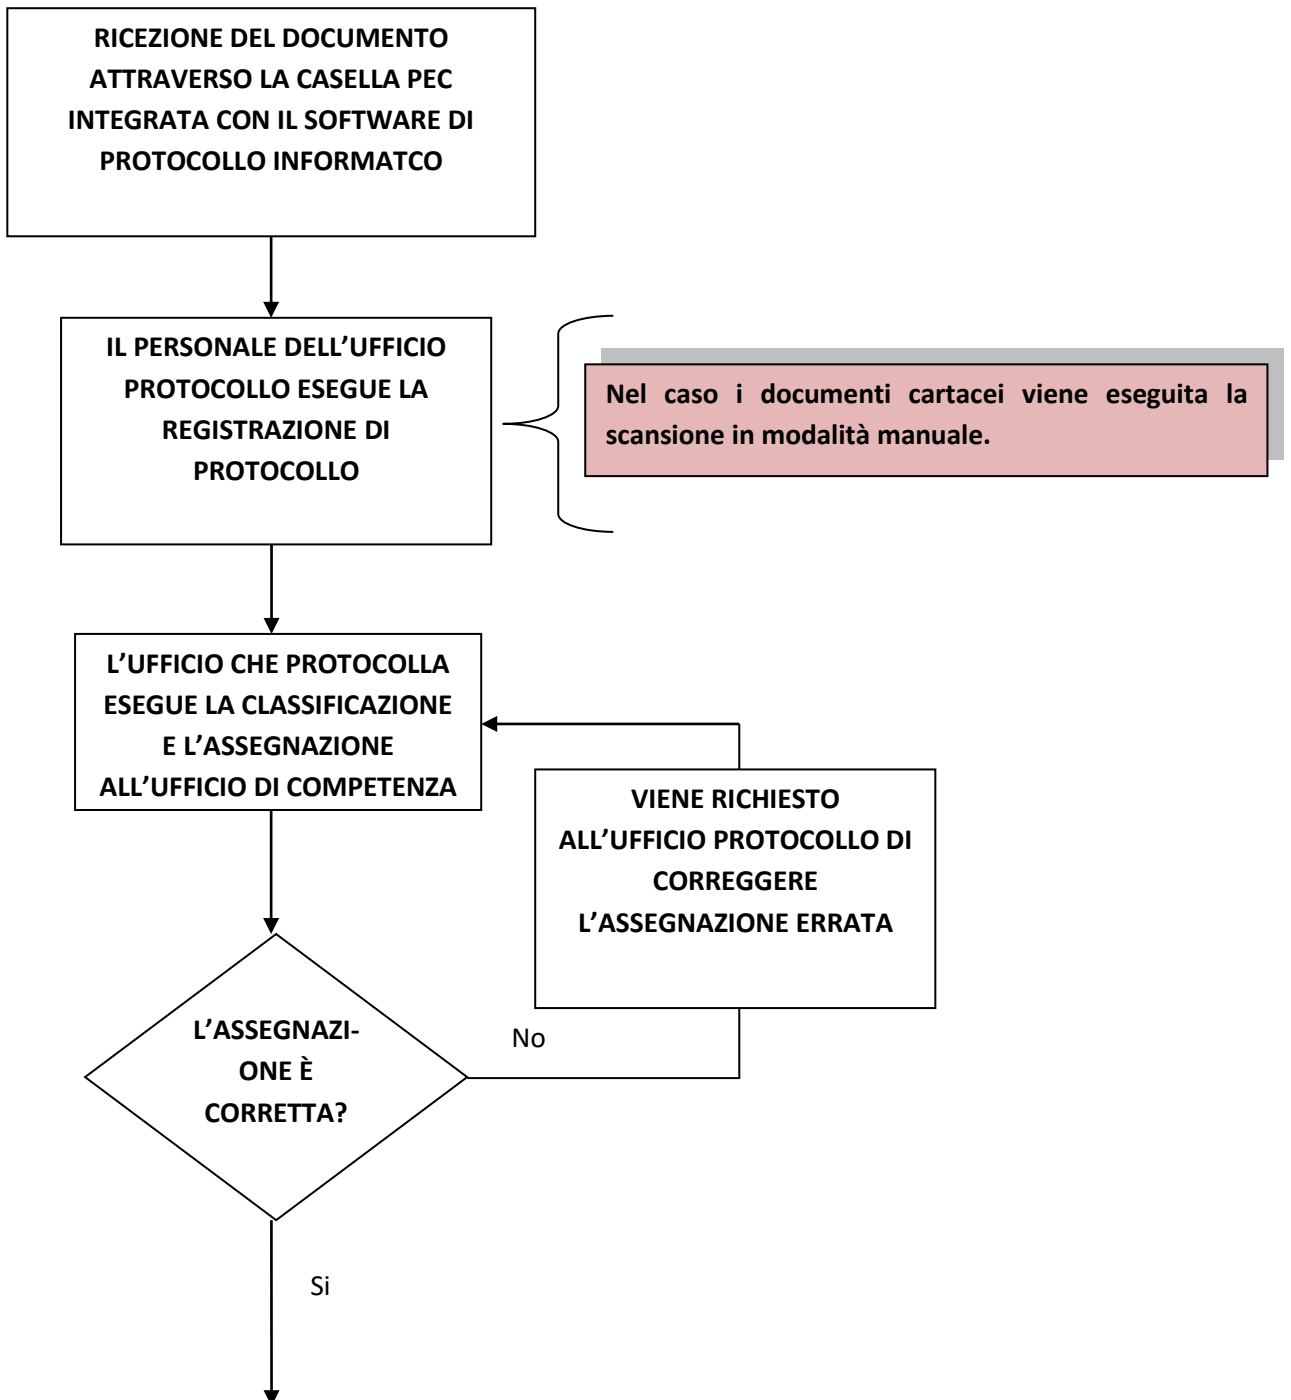 RICEZIONE DEL DOCUMENTO
ATTRAVERSO LA CASELLA PEC
INTEGRATA CON IL SOFTWARE DI
PROTOCOLLO INFORMATCO
IL PERSONALE DELL’UFFICIO
PROTOCOLLO ESEGUE LA
REGISTRAZIONE DI
PROTOCOLLO
Nel caso i documenti cartacei viene eseguita la
scansione in modalità manuale.
L’UFFICIO CHE PROTOCOLLA
ESEGUE LA CLASSIFICAZIONE
E L’ASSEGNAZIONE
ALL’UFFICIO DI COMPETENZA
VIENE RICHIESTO
ALL’UFFICIO PROTOCOLLO DI
CORREGGERE
L’ASSEGNAZIONE ERRATA
L’ASSEGNAZI-
ONE È
CORRETTA?
No
Si